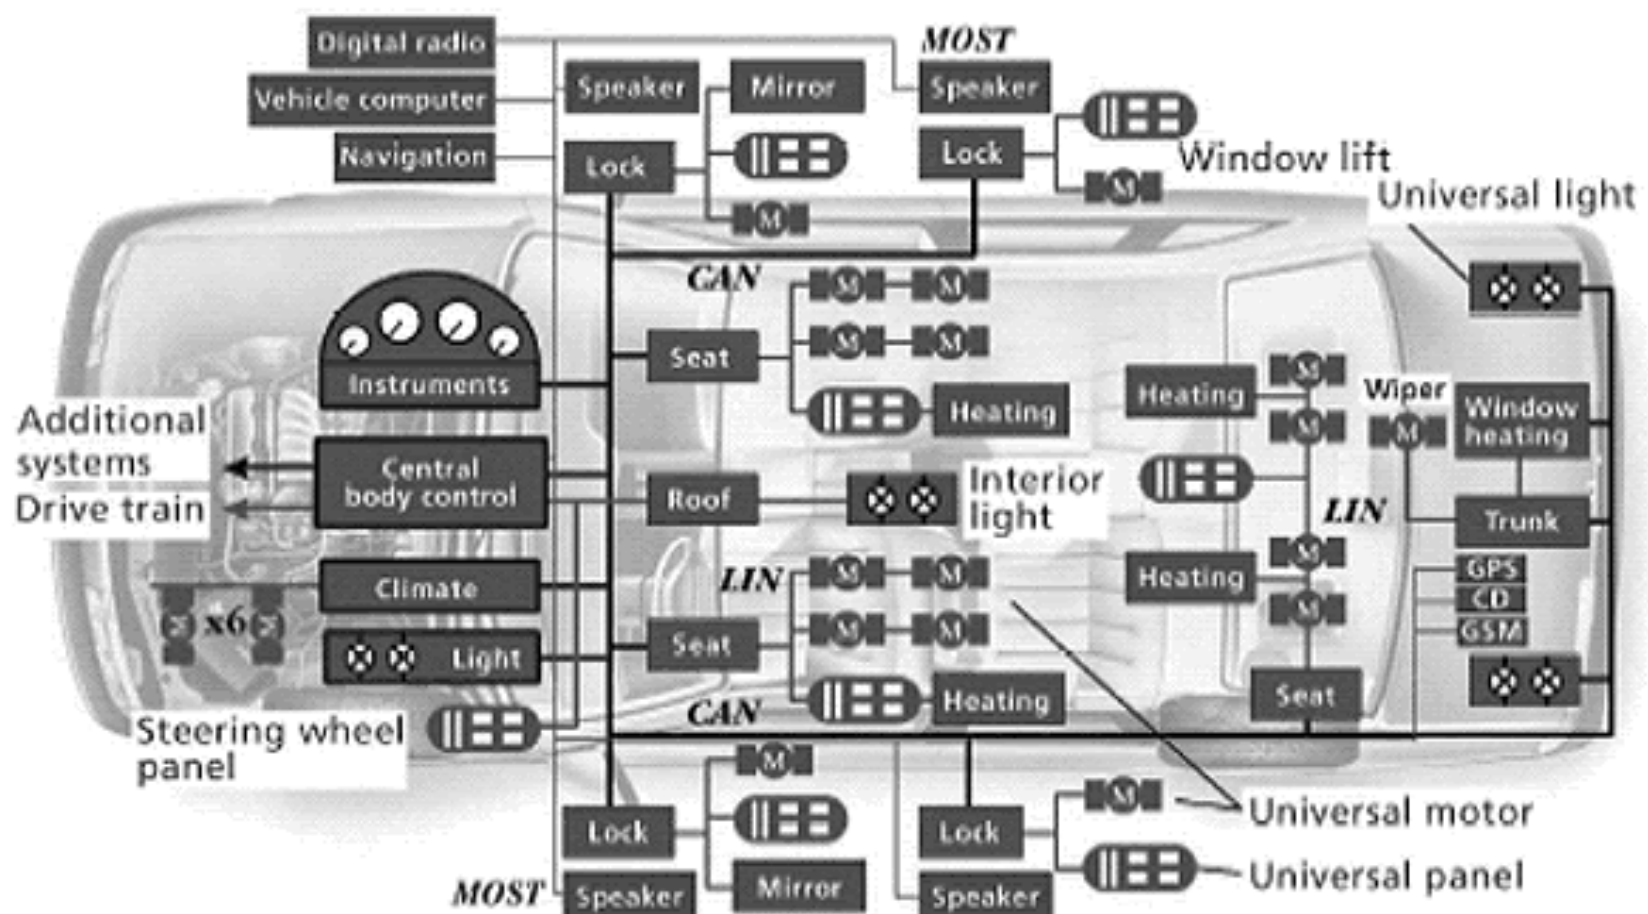 Digital radio
MOST
Speaker
Mirror
Speaker
Vehicle computer
Navigation
Lock
Lock
Window lift
M
M
Universal light
CAN
M
M
Seat
M
M
Instruments
Heating
Heating
M
Wiper
M
M
Window
heating
Additional
systems
Central
body control
Drive train
Roof
Interior
light
LIN
Trunk
M
GPS
Climate
LIN
M
M
Heating
CD
M
x6
M
M
GSM
Light
Seat
M
M
Seat
CAN
Heating
Steering wheel
panel
M
M
Universal motor
Lock
Lock
MOST
Speaker
Mirror
Speaker
Universal panel